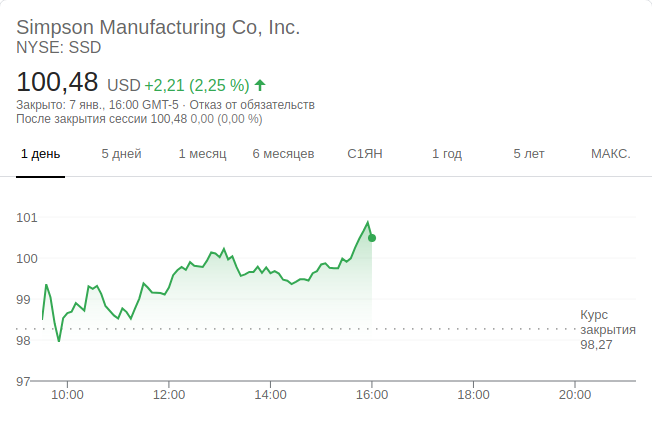 Simpson Manufacturing Co, Inc.
NYSE: SSD
100,48 USD +2,21 (2,25 %)
Закрыто: 7 янв., 16:00 GMT-5 · Отказ от обязательств
После закрытия сессии 100,48 0,00 (0,00 %)
1 день 5 дней 1 месяц 6 месяцев С1ЯН 1 год 5 лет МАКС.
101
100
99
98
97
Курс
закрытия
98,27
10:00 12:00 14:00 16:00 18:00 20:00